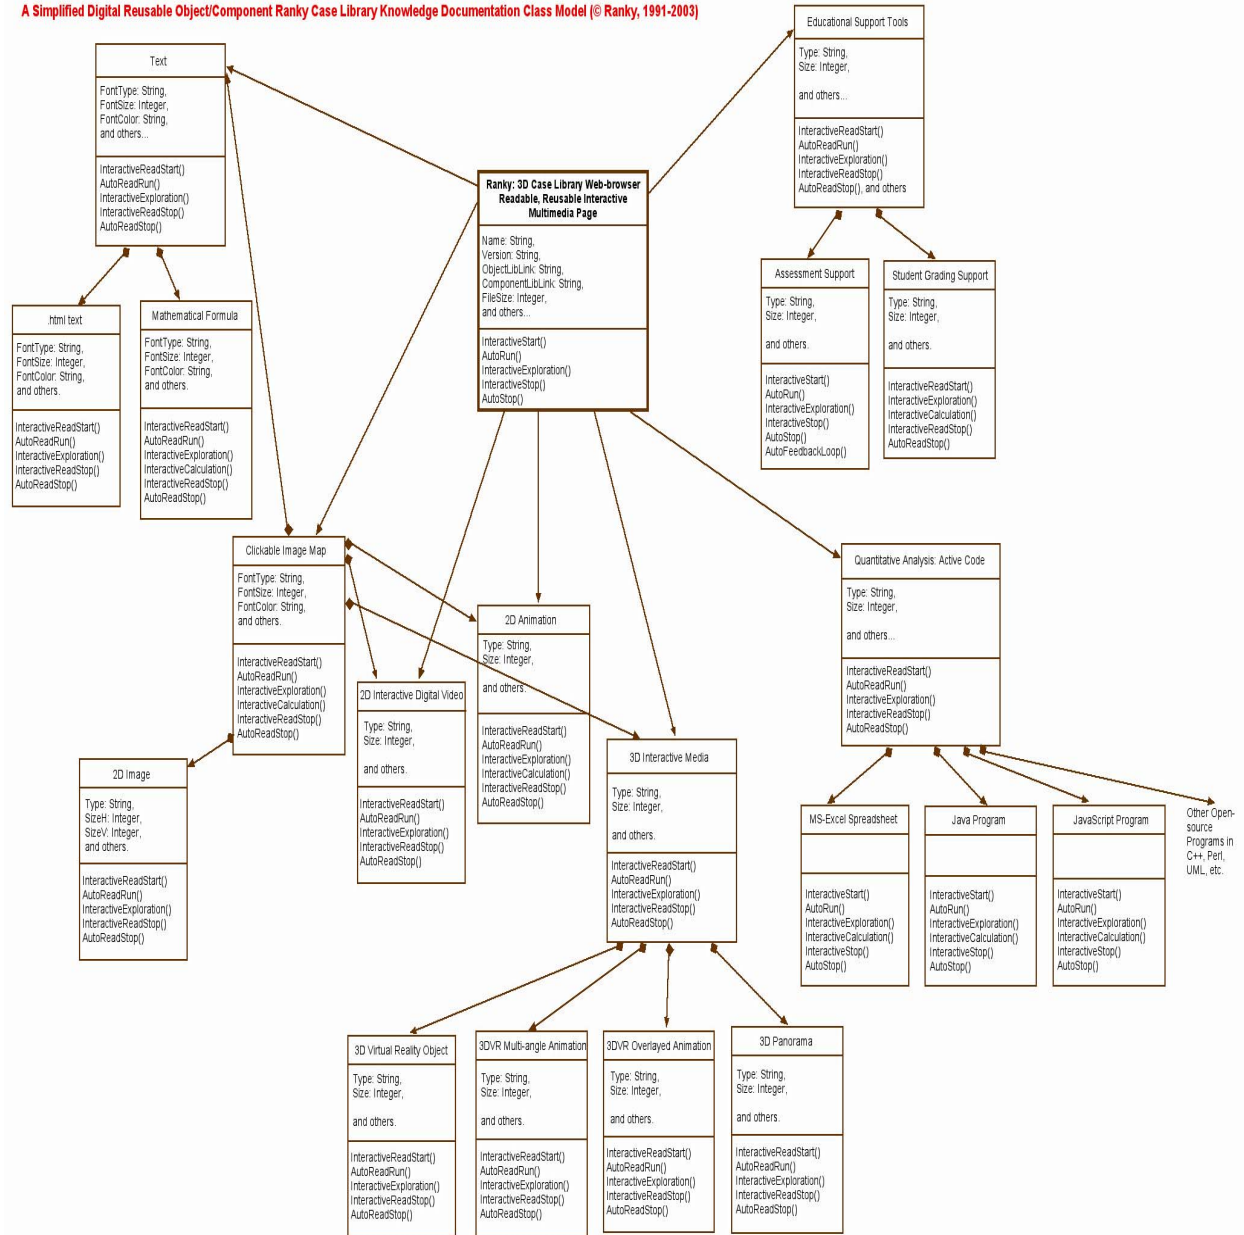 A Simplified Digital Reusable Object/Component Ranky Case Library Knowledge Documentation Class Model (© Ranky, 1991-2003)
Text
FontType: String,
FontSize: Integer,
FontColor: String,
and others...
InteractiveReadStart()
AutoReadRun()
InteractiveExploration()
InteractiveReadStop()
AutoReadStop()
Educational Support Tools
Type: String,
Size: Integer,
and others...
InteractiveReadStart()
AutoReadRun()
InteractiveExploration()
InteractiveReadStop()
AutoReadStop(), and others
Ranky: 3D Case Library Web-browser
Readable, Reusable Interactive
Multimedia Page
Name: String,
Version: String,
ObjectLibLink: String,
ComponentLibLink: String,
FileSize: Integer,
and others...
InteractiveStart()
AutoRun()
InteractiveExploration()
InteractiveStop()
AutoStop()
.html text
FontType: String,
FontSize: Integer,
FontColor: String,
and others.
InteractiveReadStart()
AutoReadRun()
InteractiveExploration()
InteractiveReadStop()
AutoReadStop()
Mathematical Formula
FontType: String,
FontSize: Integer,
FontColor: String,
and others.
InteractiveReadStart()
AutoReadRun()
InteractiveExploration()
InteractiveCalculation()
InteractiveReadStop()
AutoReadStop()
Assessment Support
Type: String,
Size: Integer,
and others.
InteractiveStart()
AutoRun()
InteractiveExploration()
InteractiveStop()
AutoStop()
AutoFeedbackLoop()
Student Grading Support
Type: String,
Size: Integer,
and others.
InteractiveReadStart()
InteractiveExploration()
InteractiveCalculation()
InteractiveReadStop()
AutoReadStop()
Clickable Image Map
FontType: String,
FontSize: Integer,
FontColor: String,
and others.
InteractiveReadStart()
AutoReadRun()
InteractiveExploration()
InteractiveCalculation()
InteractiveReadStop()
AutoReadStop()
2D Animation
Type: String,
Size: Integer,
and others.
InteractiveReadStart()
AutoReadRun()
InteractiveExploration()
InteractiveCalculation()
InteractiveReadStop()
AutoReadStop()
2D Interactive Digital Video
Type: String,
Size: Integer,
and others.
InteractiveReadStart()
AutoReadRun()
InteractiveExploration()
InteractiveReadStop()
AutoReadStop()
Quantitative Analysis: Active Code
Type: String,
Size: Integer,
and others...
InteractiveReadStart()
AutoReadRun()
InteractiveExploration()
InteractiveReadStop()
AutoReadStop()
2D Image
Type: String,
SizeH: Integer,
SizeV: Integer,
and others.
InteractiveReadStart()
AutoReadRun()
InteractiveExploration()
InteractiveReadStop()
AutoReadStop()
3D Interactive Media
Type: String,
Size: Integer,
and others.
InteractiveReadStart()
AutoReadRun()
InteractiveExploration()
InteractiveReadStop()
AutoReadStop()
MS-Excel Spreadsheet
InteractiveStart()
AutoRun()
InteractiveExploration()
InteractiveCalculation()
InteractiveStop()
AutoStop()
Java Program
InteractiveStart()
AutoRun()
InteractiveExploration()
InteractiveCalculation()
InteractiveStop()
AutoStop()
JavaScript Program
InteractiveStart()
AutoRun()
InteractiveExploration()
InteractiveCalculation()
InteractiveStop()
AutoStop()
Other Open-
source
Programs in
C++, Perl,
UML, etc.
3D Virtual Reality Object
Type: String,
Size: Integer,
and others.
InteractiveReadStart()
AutoReadRun()
InteractiveExploration()
InteractiveReadStop()
AutoReadStop()
3DVR Multi-angle Animation
Type: String,
Size: Integer,
and others.
InteractiveReadStart()
AutoReadRun()
InteractiveExploration()
InteractiveReadStop()
AutoReadStop()
3DVR Overlayed Animation
Type: String,
Size: Integer,
and others.
InteractiveReadStart()
AutoReadRun()
InteractiveExploration()
InteractiveReadStop()
AutoReadStop()
3D Panorama
Type: String,
Size: Integer,
and others.
InteractiveReadStart()
AutoReadRun()
InteractiveExploration()
InteractiveReadStop()
AutoReadStop()